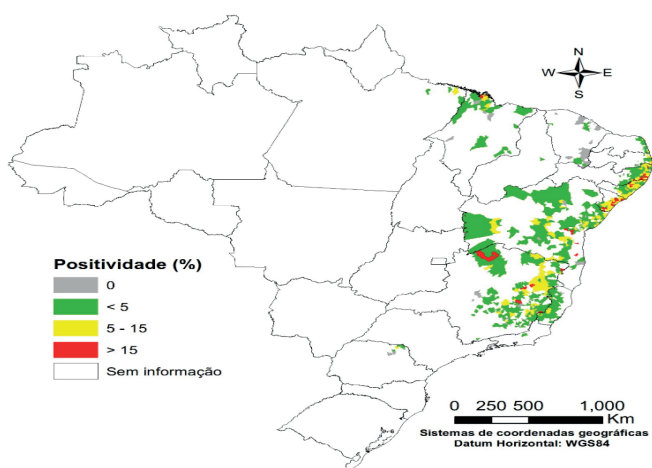 N
W E
S
Positividade (%)
0
< 5
5 - 15
> 15
Sem informação
0 250 500 1,000
Km
Sistemas de coordenadas geográficas
Datum Horizontal: WGS84